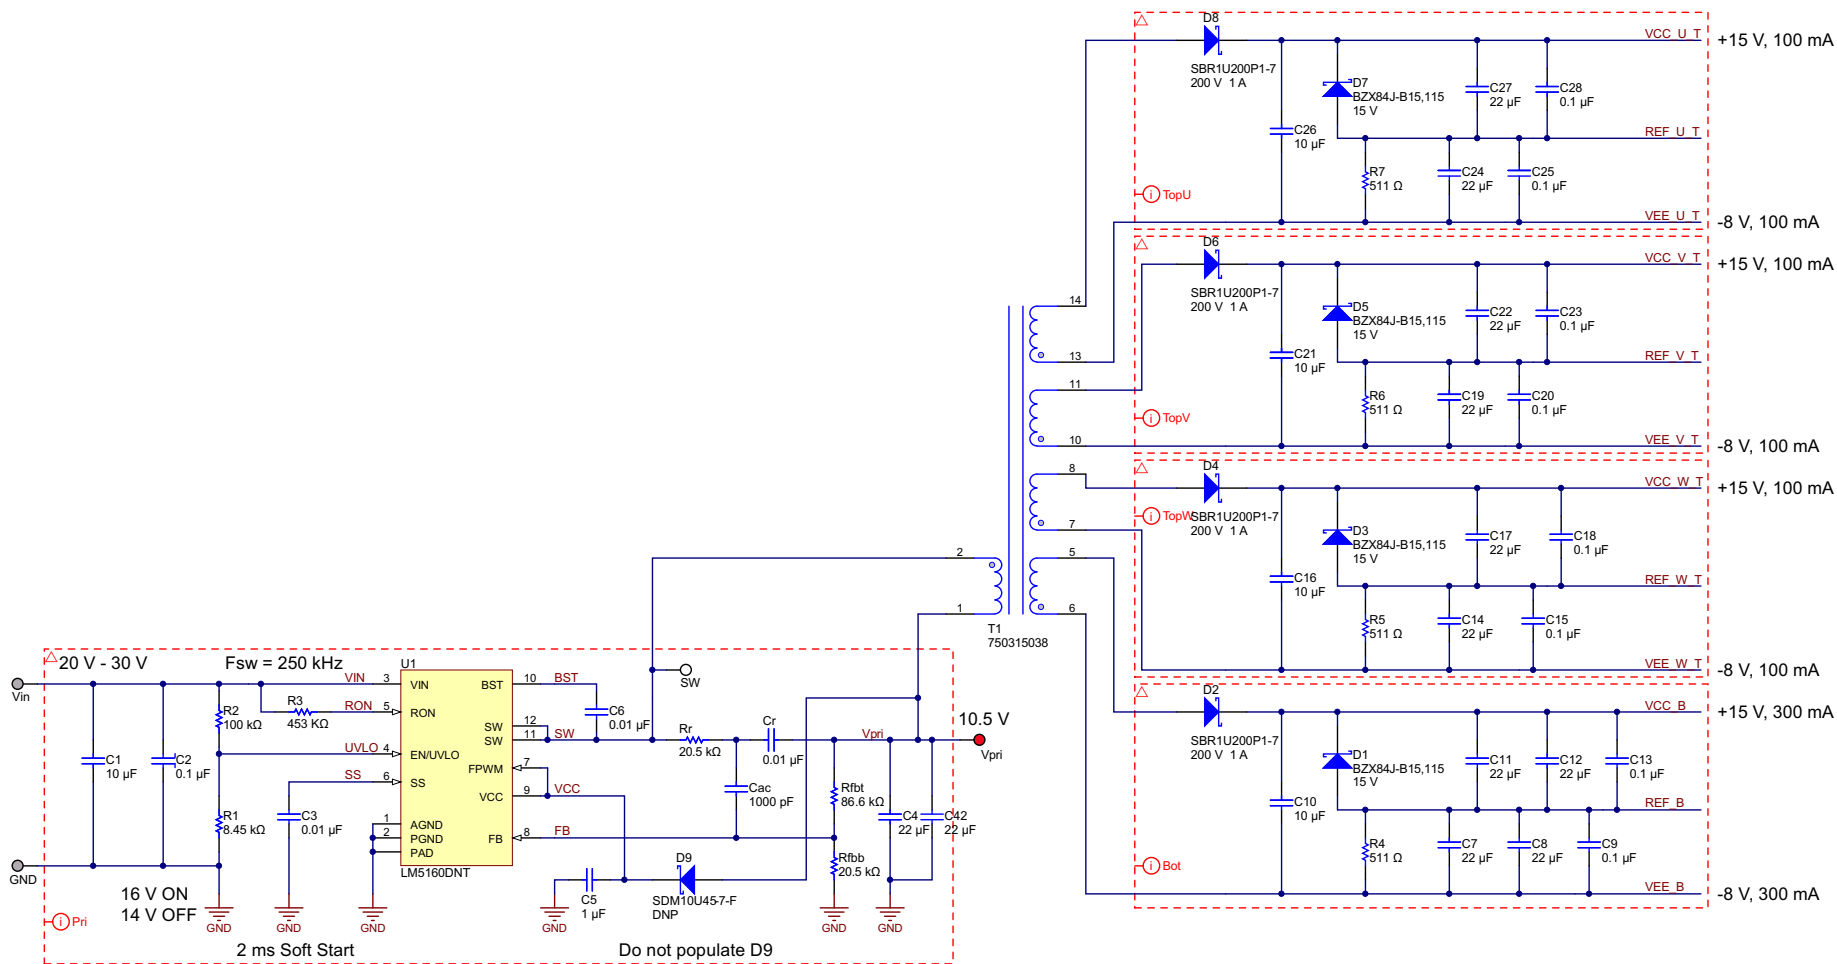 D8
SBR1U200P1-7
200 V 1 A
C26
10 µF
D7
BZX84J-B15,115
15 V
C27
22 µF
C28
0.1 µF
VCC_U_T
+15 V, 100 mA
REF_U_T
R7
511 Ω
C24
22 µF
C25
0.1 µF
i TopU
VEE_U_T
-8 V, 100 mA
D6
SBR1U200P1-7
200 V 1 A
C21
10 µF
D5
BZX84J-B15,115
15 V
C22
22 µF
C23
0.1 µF
VCC_V_T
+15 V, 100 mA
REF_V_T
R6
511 Ω
C19
22 µF
C20
0.1 µF
i TopV
VEE_V_T
-8 V, 100 mA
D4
SBR1U200P1-7
200 V 1 A
i TopW
C16
10 µF
D3
BZX84J-B15,115
15 V
C17
22 µF
C18
0.1 µF
VCC_W_T
+15 V, 100 mA
REF_W_T
R5
511 Ω
C14
22 µF
C15
0.1 µF
VEE_W_T
-8 V, 100 mA
D2
SBR1U200P1-7
200 V 1 A
C10
10 µF
D1
BZX84J-B15,115
15 V
C11
22 µF
C12
22 µF
C13
0.1 µF
VCC_B
+15 V, 300 mA
REF_B
R4
511 Ω
C7
22 µF
C8
22 µF
C9
0.1 µF
i Bot
VEE_B
-8 V, 300 mA
14
13
11
10
8
7
5
6
2
1
T1
750315038
20 V - 30 V
Fsw = 250 kHz
Vin
GND
C1
10 µF
C2
0.1 µF
R2
100 kΩ
R1
8.45 kΩ
R3
453 KΩ
C3
0.01 µF
VIN
RON
UVLO
SS
3
5
4
6
1
2
U1
VIN
RON
EN/UVLO
SS
AGND
PGND
PAD
BST
SW
SW
FPWM
VCC
FB
LM5160DNT
10
12
11
7
9
8
BST
SW
VCC
FB
C6
0.01 µF
SW
Rr
20.5 kΩ
Cr
0.01 µF
Cac
1000 pF
Vpri
10.5 V
Vpri
Rfbt
86.6 kΩ
Rfbb
20.5 kΩ
C4
22 µF
C42
22 µF
C5
1 µF
D9
SDM10U45-7-F
DNP
16 V ON
14 V OFF
i Pri
GND
GND
GND
GND
GND
GND
2 ms Soft Start
Do not populate D9